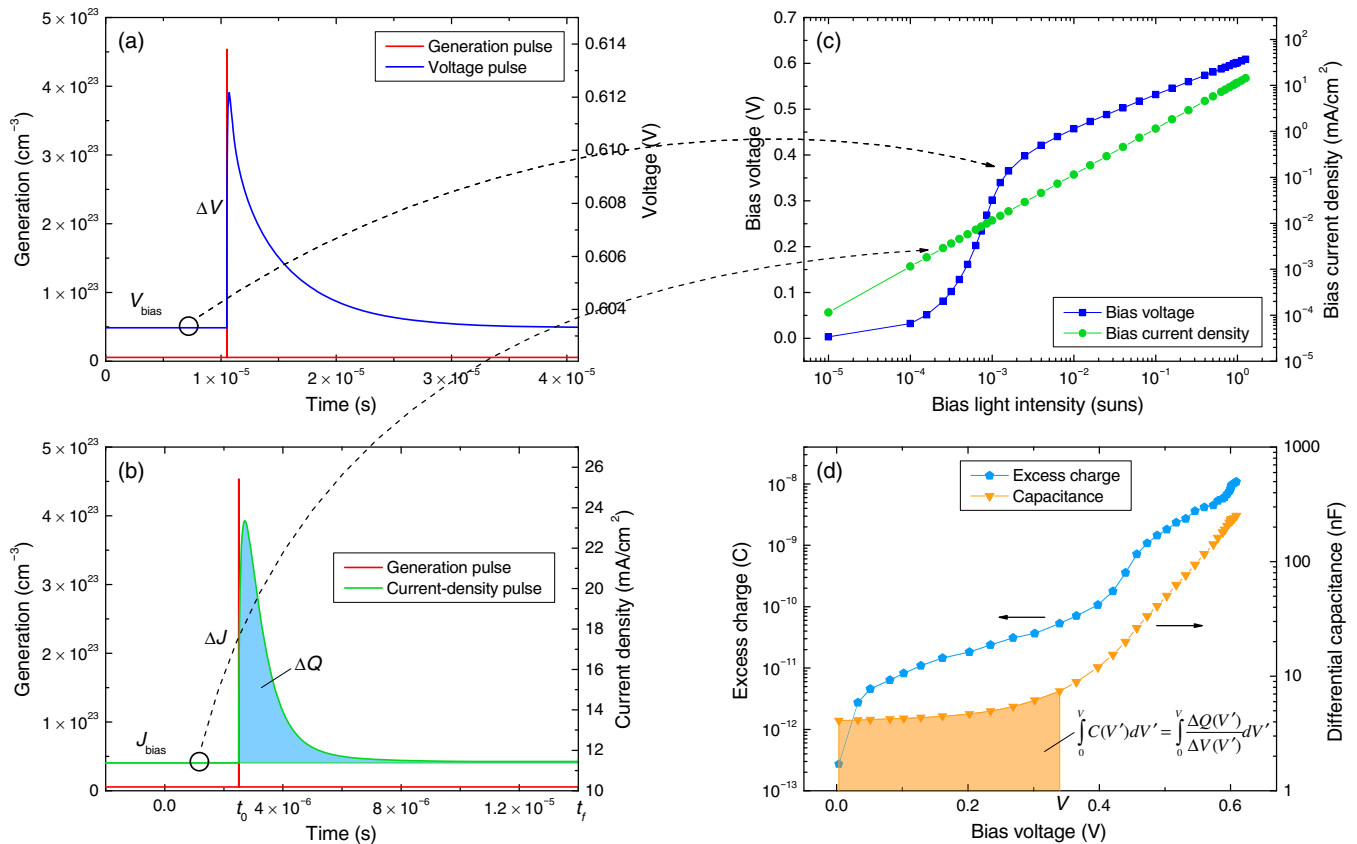 (a)
Generation pulse
Voltage pulse
ΔV
V_bias
5 × 10^23
4 × 10^23
3 × 10^23
2 × 10^23
1 × 10^23
0
Generation (cm^−3)
0.614
0.612
0.610
0.608
0.606
0.604
Voltage (V)
0 1 × 10^−5 2 × 10^−5 3 × 10^−5 4 × 10^−5
Time (s)
(c)
0.7
0.6
0.5
0.4
0.3
0.2
0.1
0.0
Bias voltage (V)
10^2
10^1
10^0
10^−1
10^−2
10^−3
10^−4
10^−5
Bias current density (mA/cm^2)
Bias voltage
Bias current density
10^−5 10^−4 10^−3 10^−2 10^−1 10^0
Bias light intensity (suns)
(b)
Generation pulse
Current-density pulse
ΔJ
ΔQ
J_bias
5 × 10^23
4 × 10^23
3 × 10^23
2 × 10^23
1 × 10^23
0
Generation (cm^−3)
26
24
22
20
18
16
14
12
10
Current density (mA/cm^2)
0.0 t_0 4 × 10^−6 8 × 10^−6 1.2 × 10^−5 t_f
Time (s)
(d)
Excess charge
Capacitance
10^−8
10^−9
10^−10
10^−11
10^−12
10^−13
Excess charge (C)
1000
100
10
1
Differential capacitance (nF)
∫_0^V C(V′)dV′ = ∫_0^V ΔQ(V′)/ΔV(V′) dV′
0.0 0.2 V 0.4 0.6
Bias voltage (V)